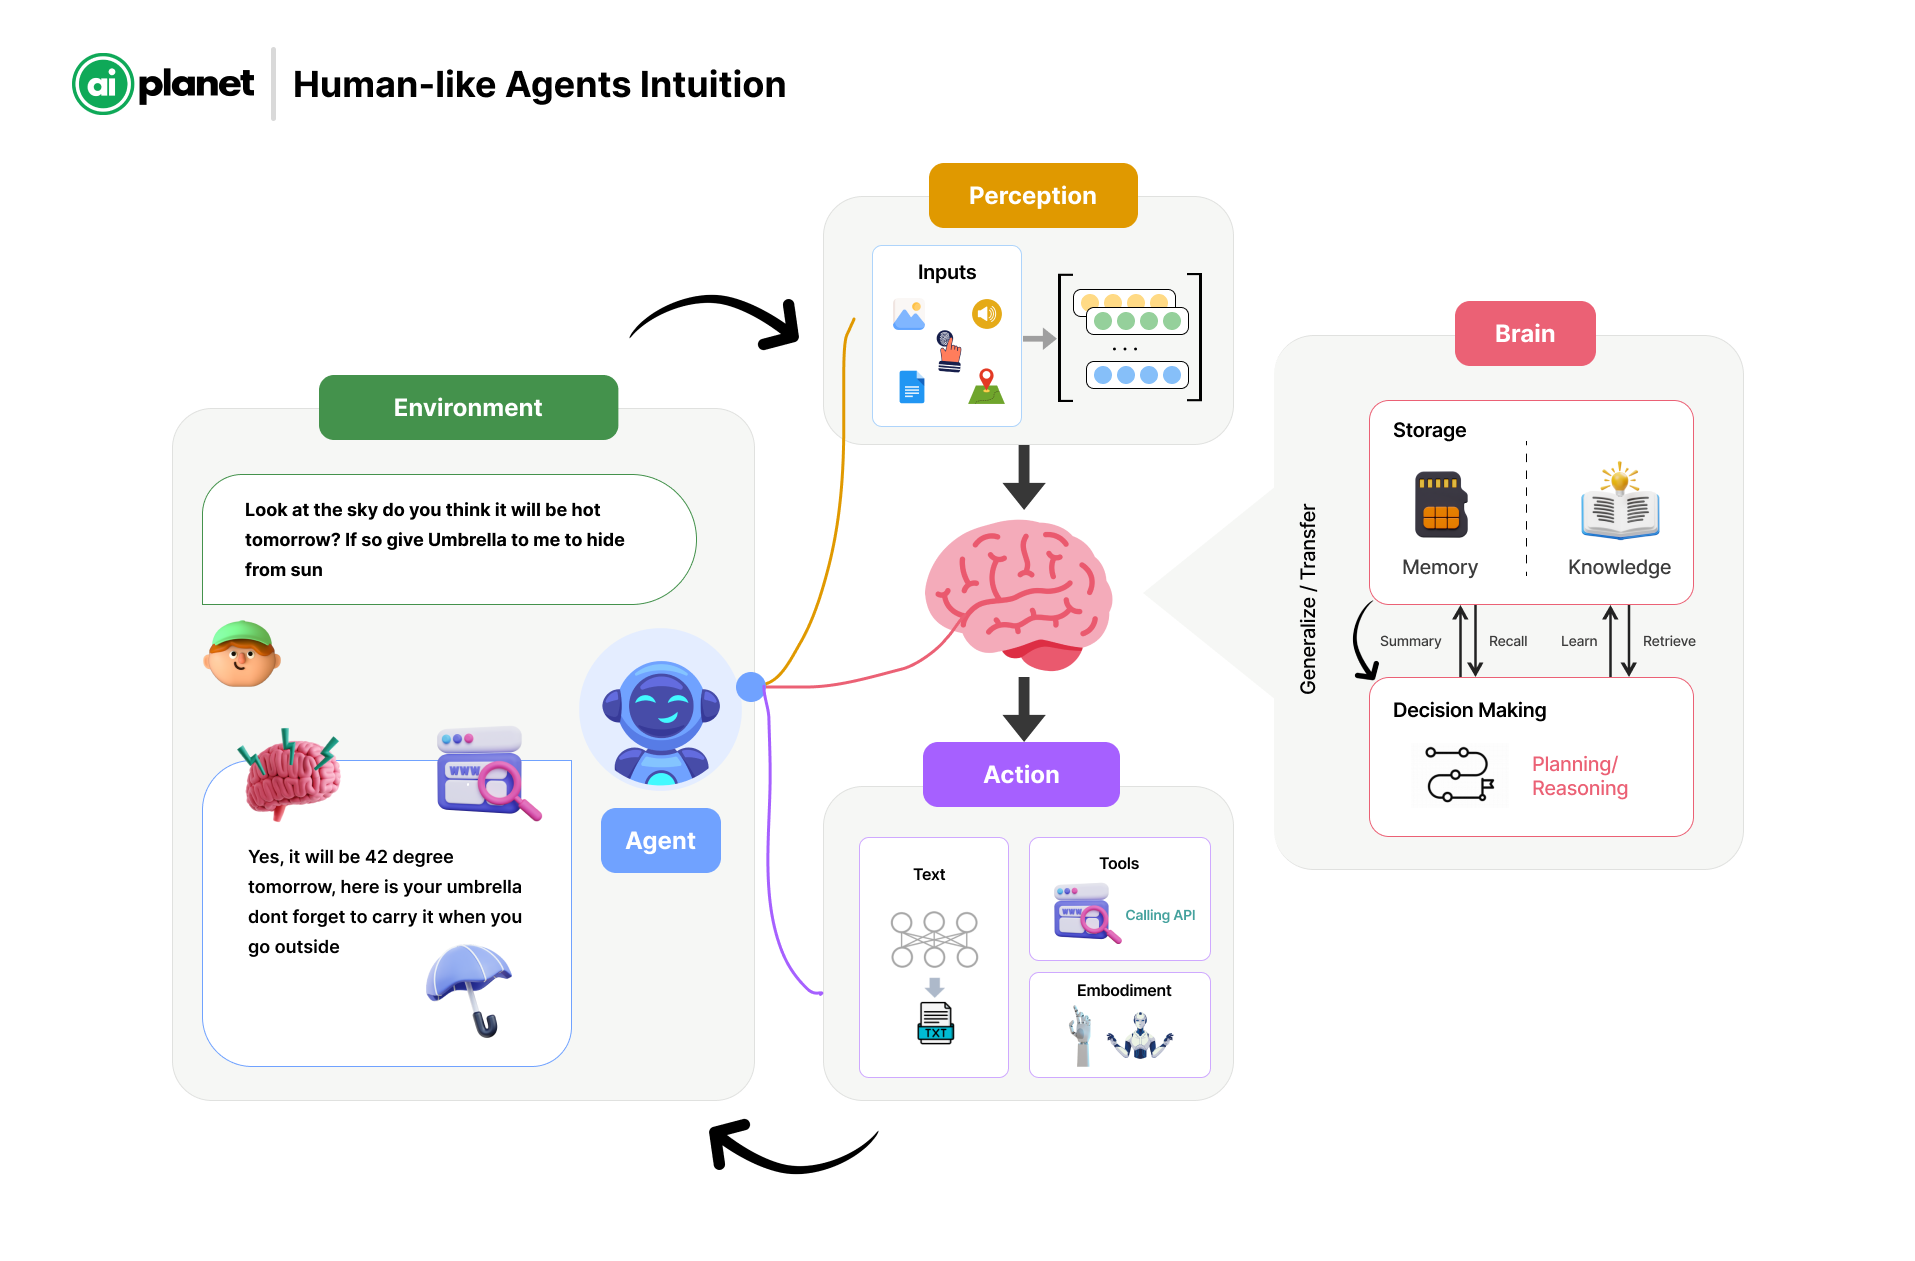 ai planet
Human-like Agents Intuition
Perception
Inputs
...
Environment
Look at the sky do you think it will be hot
tomorrow? If so give Umbrella to me to hide
from sun
WWW
Yes, it will be 42 degree
tomorrow, here is your umbrella
dont forget to carry it when you
go outside
Agent
Action
Text
TXT
Tools
WWW
Calling API
Embodiment
Brain
Generalize / Transfer
Storage
Memory
Knowledge
Summary
Recall
Learn
Retrieve
Decision Making
Planning/
Reasoning